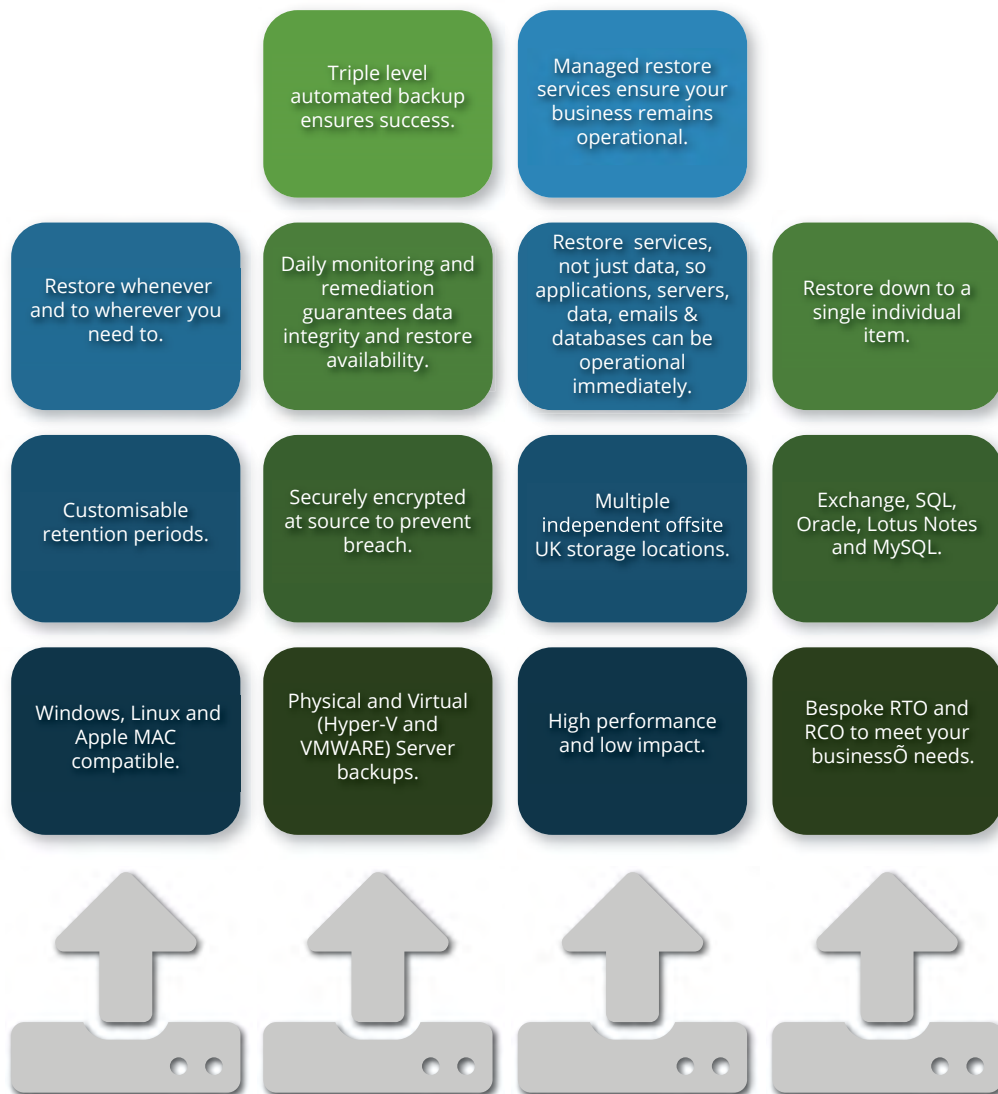 Triple level
automated backup
ensures success.
Managed restore
services ensure your
business remains
operational.
Restore whenever
and to wherever you
need to.
Daily monitoring and
remediation
guarantees data
integrity and restore
availability.
Restore services,
not just data, so
applications, servers,
data, emails &
databases can be
operational
immediately.
Restore down to a
single individual
item.
Customisable
retention periods.
Securely encrypted
at source to prevent
breach.
Multiple
independent offsite
UK storage locations.
Exchange, SQL,
Oracle, Lotus Notes
and MySQL.
Windows, Linux and
Apple MAC
compatible.
Physical and Virtual
(Hyper-V and
VMWARE) Server
backups.
High performance
and low impact.
Bespoke RTO and
RCO to meet your
businessÕ needs.